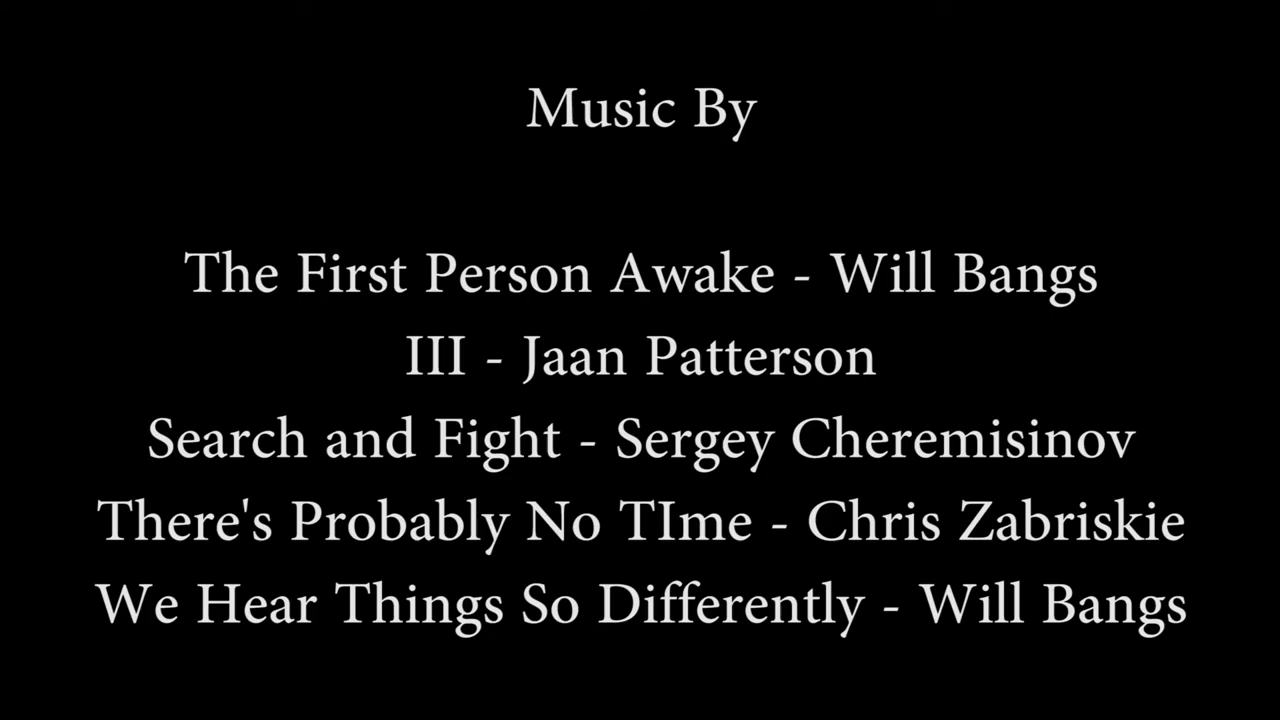 Music By
The First Person Awake - Will Bangs
III - Jaan Patterson
Search and Fight - Sergey Cheremisinov
There's Probably No TIme - Chris Zabriskie
We Hear Things So Differently - Will Bangs